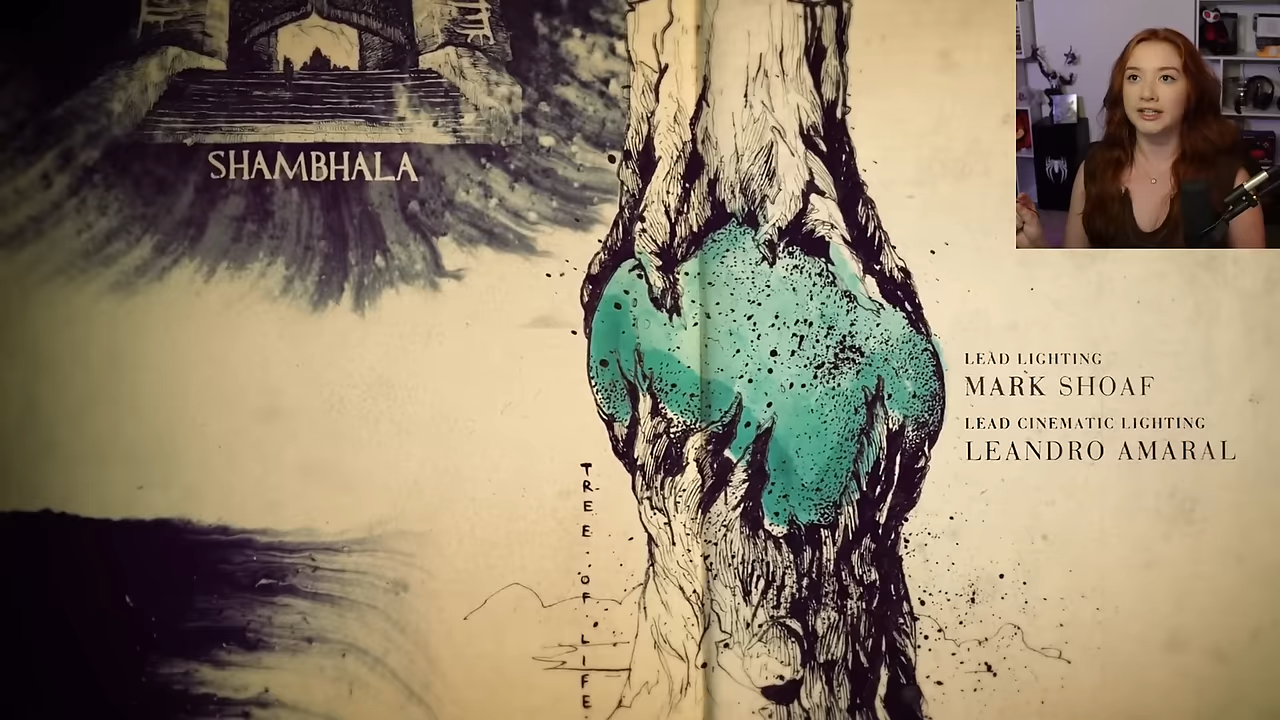 SHAMBHALA
TREE OF LIFE.
LEAD LIGHTING
MARK SHOAF
LEAD CINEMATIC LIGHTING
LEANDRO AMARAL